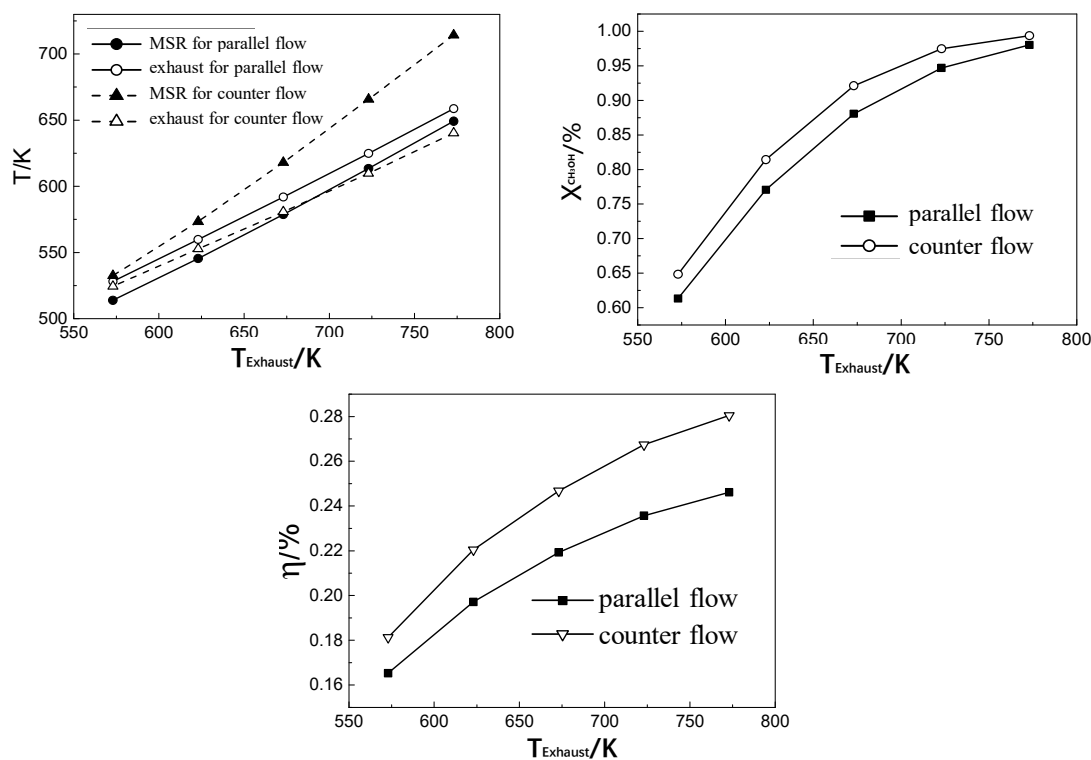 T/K
700
650
600
550
500
MSR for parallel flow
exhaust for parallel flow
MSR for counter flow
exhaust for counter flow
550 600 650 700 750 800
TExhaust/K
XCH3OH/%
1.00
0.95
0.90
0.85
0.80
0.75
0.70
0.65
0.60
parallel flow
counter flow
550 600 650 700 750 800
TExhaust/K
η/%
0.28
0.26
0.24
0.22
0.20
0.18
0.16
parallel flow
counter flow
550 600 650 700 750 800
TExhaust/K